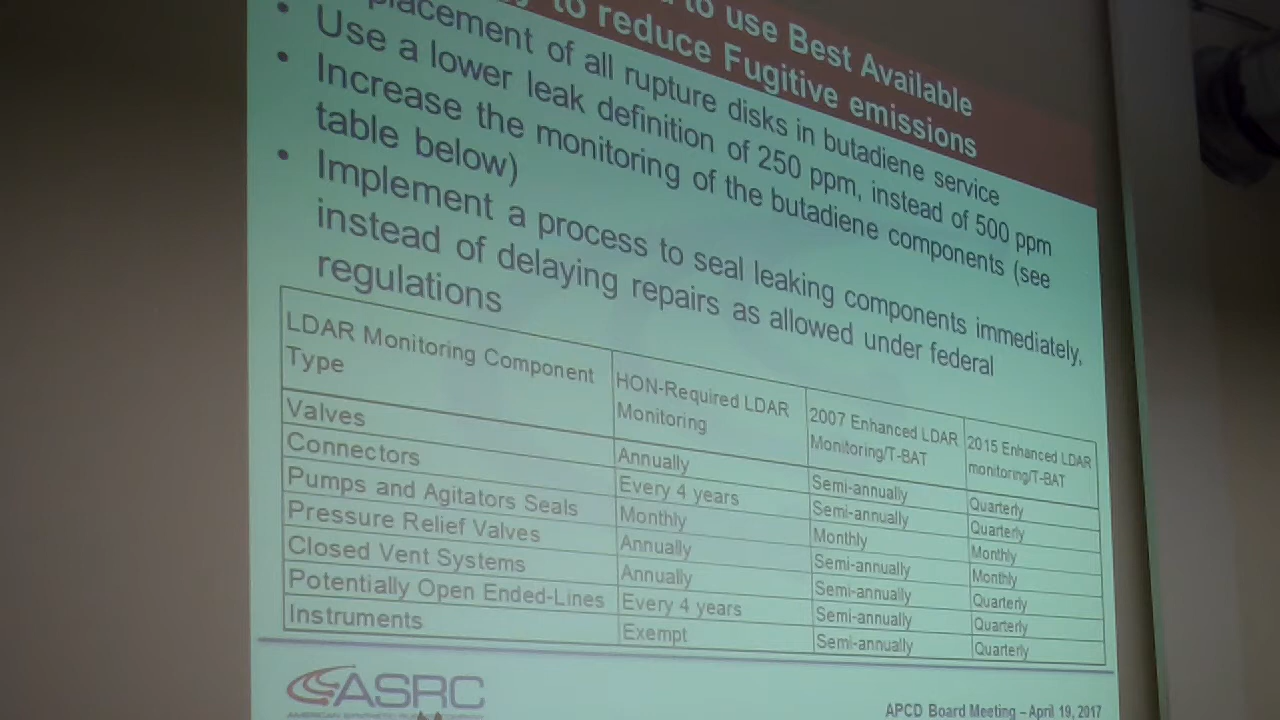 to use Best Available
to reduce Fugitive emissions
of all rupture disks in butadiene service
• Use a lower leak definition of 250 ppm, instead of 500 ppm
• Increase the monitoring of the butadiene components (see
table below)
• Implement a process to seal leaking components immediately,
instead of delaying repairs as allowed under federal
regulations
LDAR Monitoring Component Type HON-Required LDAR Monitoring 2007 Enhanced LDAR Monitoring/T-BAT 2015 Enhanced LDAR monitoring/T-BAT
Valves Annually Semi-annually Quarterly
Connectors Every 4 years Semi-annually Quarterly
Pumps and Agitators Seals Monthly Monthly Monthly
Pressure Relief Valves Annually Semi-annually Monthly
Closed Vent Systems Annually Semi-annually Quarterly
Potentially Open Ended-Lines Every 4 years Semi-annually Quarterly
Instruments Exempt Semi-annually Quarterly
ASRC
APCD Board Meeting – April 19, 2017